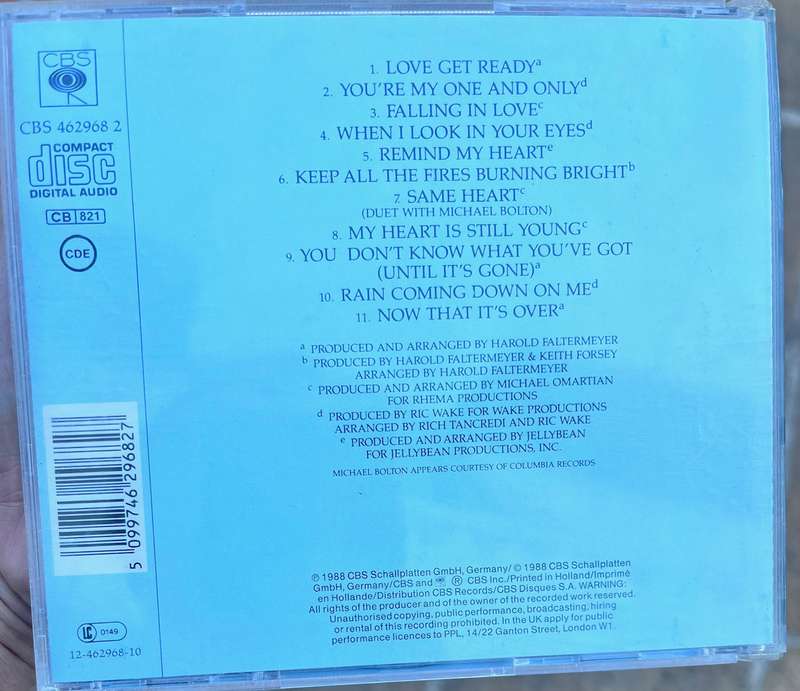 CBS
CBS 462968 2
COMPACT
disc
DIGITAL AUDIO
CB 821
CDE
1. LOVE GET READYᵃ
2. YOU'RE MY ONE AND ONLYᵈ
3. FALLING IN LOVEᶜ
4. WHEN I LOOK IN YOUR EYESᵈ
5. REMIND MY HEARTᵉ
6. KEEP ALL THE FIRES BURNING BRIGHTᵇ
7. SAME HEARTᶜ
(DUET WITH MICHAEL BOLTON)
8. MY HEART IS STILL YOUNGᶜ
9. YOU DON'T KNOW WHAT YOU'VE GOT
(UNTIL IT'S GONE)ᵃ
10. RAIN COMING DOWN ON MEᵈ
11. NOW THAT IT'S OVERᵃ
ᵃ PRODUCED AND ARRANGED BY HAROLD FALTERMEYER
ᵇ PRODUCED BY HAROLD FALTERMEYER & KEITH FORSEY
ARRANGED BY HAROLD FALTERMEYER
ᶜ PRODUCED AND ARRANGED BY MICHAEL OMARTIAN
FOR RHEMA PRODUCTIONS
ᵈ PRODUCED BY RIC WAKE FOR WAKE PRODUCTIONS
ARRANGED BY RICH TANCREDI AND RIC WAKE
ᵉ PRODUCED AND ARRANGED BY JELLYBEAN
FOR JELLYBEAN PRODUCTIONS, INC.
MICHAEL BOLTON APPEARS COURTESY OF COLUMBIA RECORDS
5 099746 296827
℗ 1988 CBS Schallplatten GmbH, Germany/ © 1988 CBS Schallplatten
GmbH, Germany/CBS and ® CBS Inc./Printed in Holland/Imprimé
en Hollande/Distribution CBS Records/CBS Disques S.A. WARNING:
All rights of the producer and of the owner of the recorded work reserved.
Unauthorised copying, public performance, broadcasting, hiring
or rental of this recording prohibited. In the UK apply for public
performance licences to PPL, 14/22 Ganton Street, London W1.
LC 0149
12-462968-10